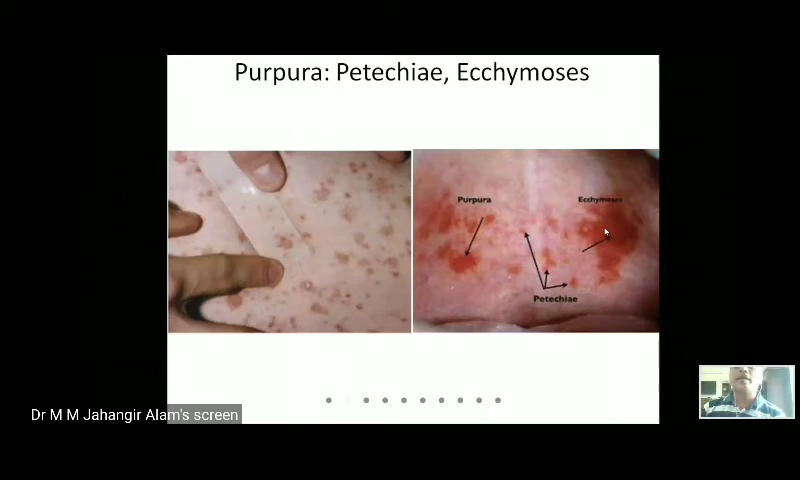 Purpura: Petechiae, Ecchymoses
Purpura
Ecchymoses
Petechiae
Dr M M Jahangir Alam's screen